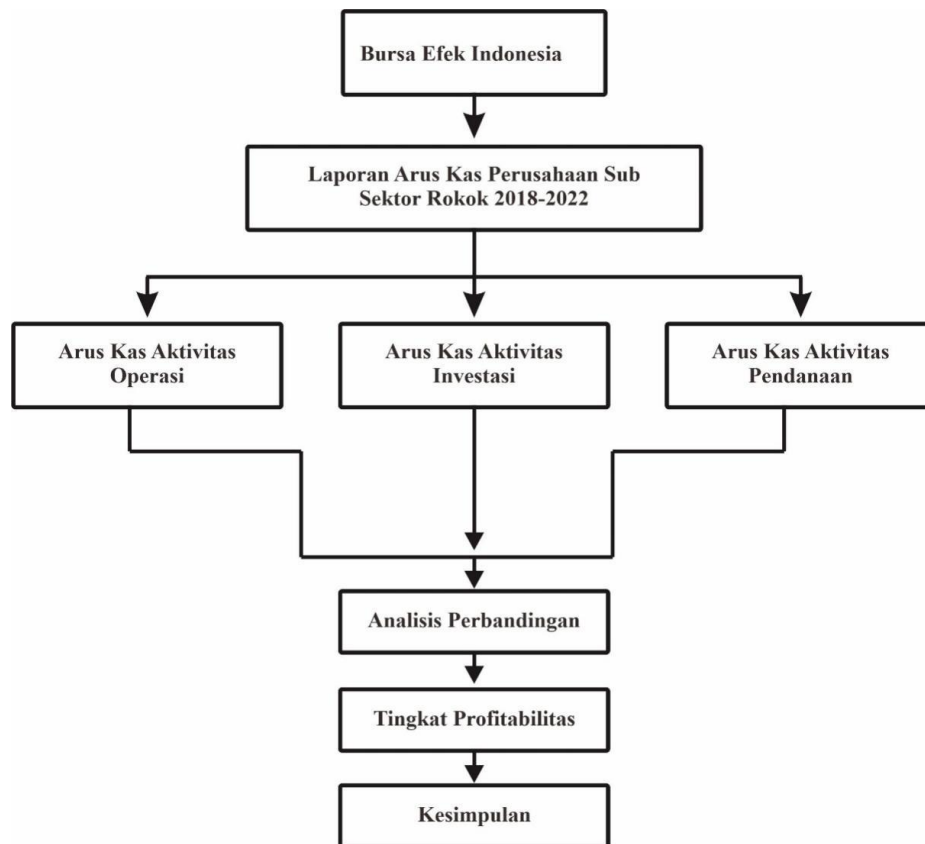 Bursa Efek Indonesia
Laporan Arus Kas Perusahaan Sub
Sektor Rokok 2018-2022
Arus Kas Aktivitas
Operasi
Arus Kas Aktivitas
Investasi
Arus Kas Aktivitas
Pendanaan
Analisis Perbandingan
Tingkat Profitabilitas
Kesimpulan